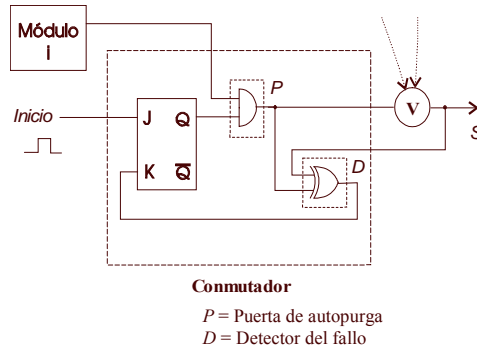 Módulo
i
P
Inicio
J
Q
V
S
K
Q̅
D
Conmutador
P = Puerta de autopurga
D = Detector del fallo